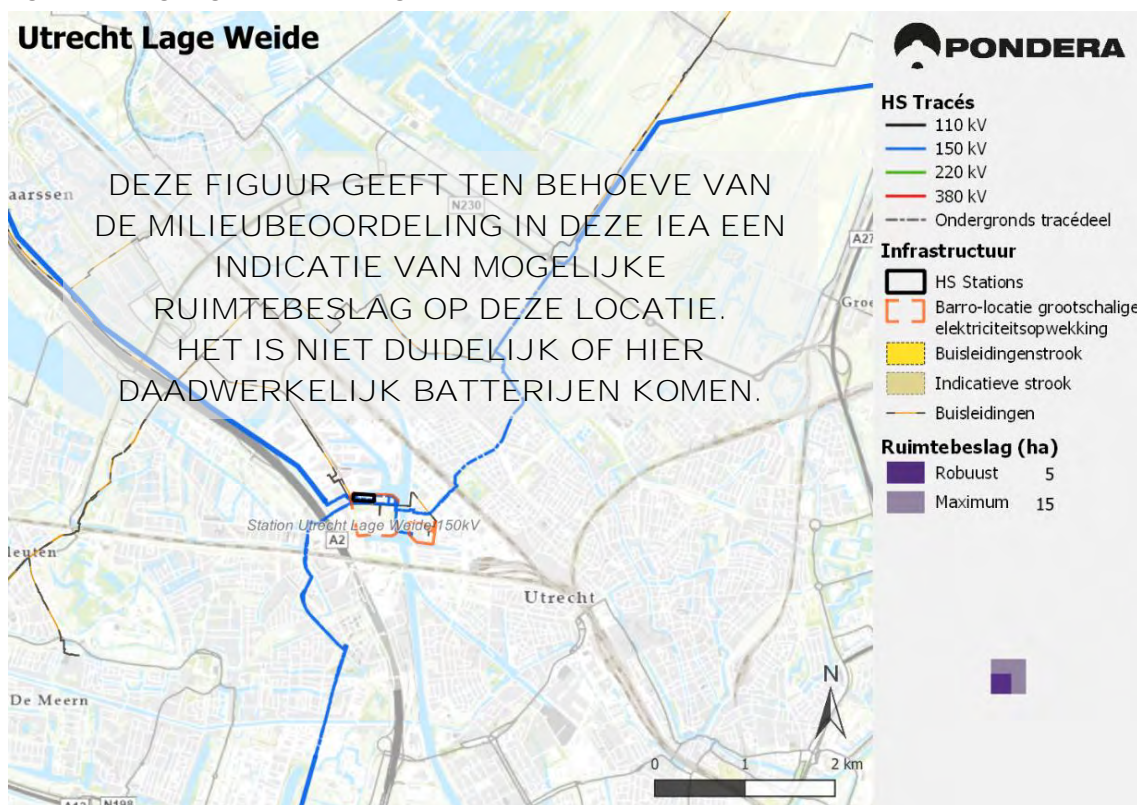 Utrecht Lage Weide
DEZE FIGUUR GEEFT TEN BEHOEVE VAN
DE MILIEUBEOORDELING IN DEZE IEA EEN
INDICATIE VAN MOGELIJKE
RUIMTEBESLAG OP DEZE LOCATIE.
HET IS NIET DUIDELIJK OF HIER
DAADWERKELIJK BATTERIJEN KOMEN.
aarssen
N230
A27
Groe
Station Utrecht Lage Weide 150kV
A2
leuten
Utrecht
De Meern
A12
N198
N
0 1 2 km
PONDERA
HS Tracés
110 kV
150 kV
220 kV
380 kV
Ondergronds tracédeel
Infrastructuur
HS Stations
Barro-locatie grootschalige
elektriciteitsopwekking
Buisleidingenstrook
Indicatieve strook
Buisleidingen
Ruimtebeslag (ha)
Robuust 5
Maximum 15